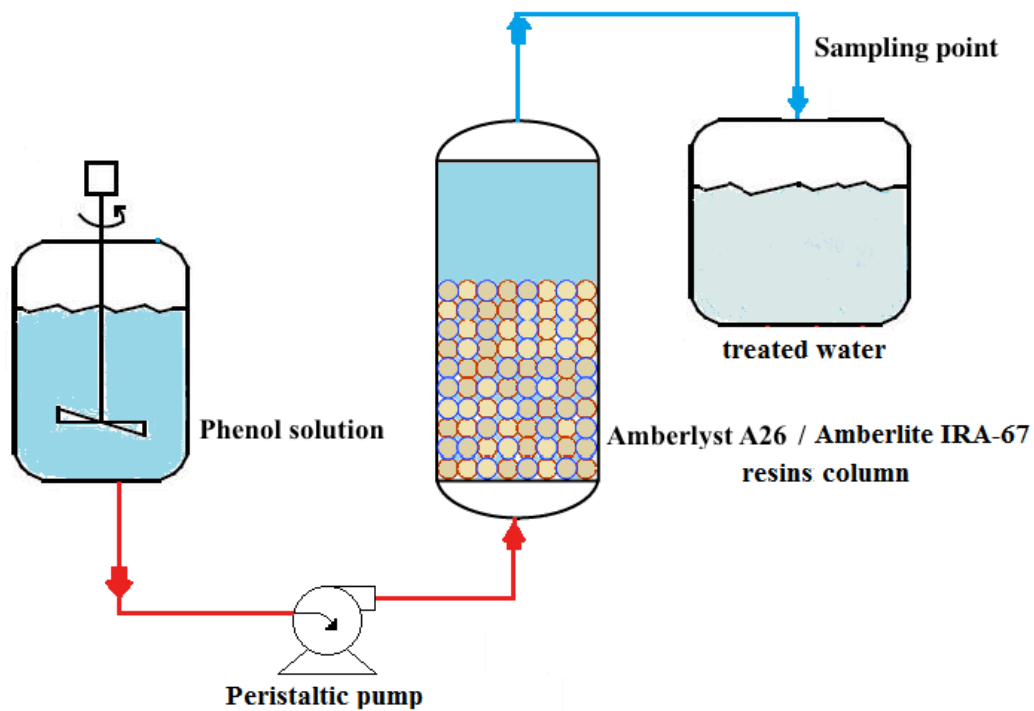 Sampling point
treated water
Phenol solution
Amberlyst A26 / Amberlite IRA-67
resins column
Peristaltic pump